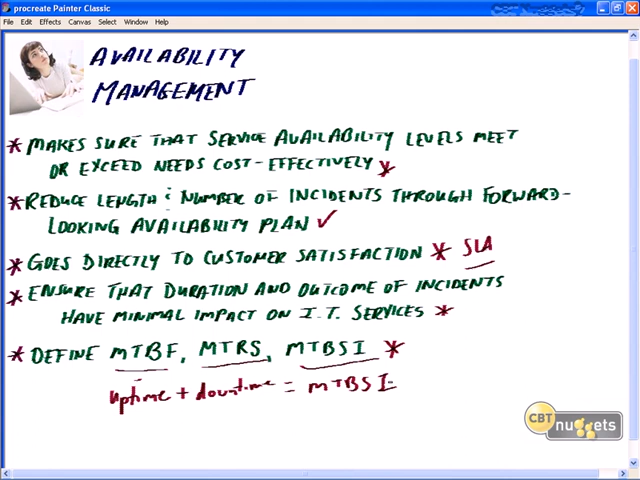 procreate Painter Classic
CBT Nuggets
File Edit Effects Canvas Select Movie Window Help
AVAILABILITY
MANAGEMENT
* MAKES SURE THAT SERVICE AVAILABILITY LEVELS MEET
OR EXCEED NEEDS COST-EFFECTIVELY *
* REDUCE LENGTH & NUMBER OF INCIDENTS THROUGH FORWARD-
LOOKING AVAILABILITY PLAN ✓
* GOES DIRECTLY TO CUSTOMER SATISFACTION * SLA
* ENSURE THAT DURATION AND OUTCOME OF INCIDENTS
HAVE MINIMAL IMPACT ON I.T. SERVICES *
* DEFINE MTBF, MTRS, MTBSI *
uptime + downtime = MTBSI
CBT nuggets